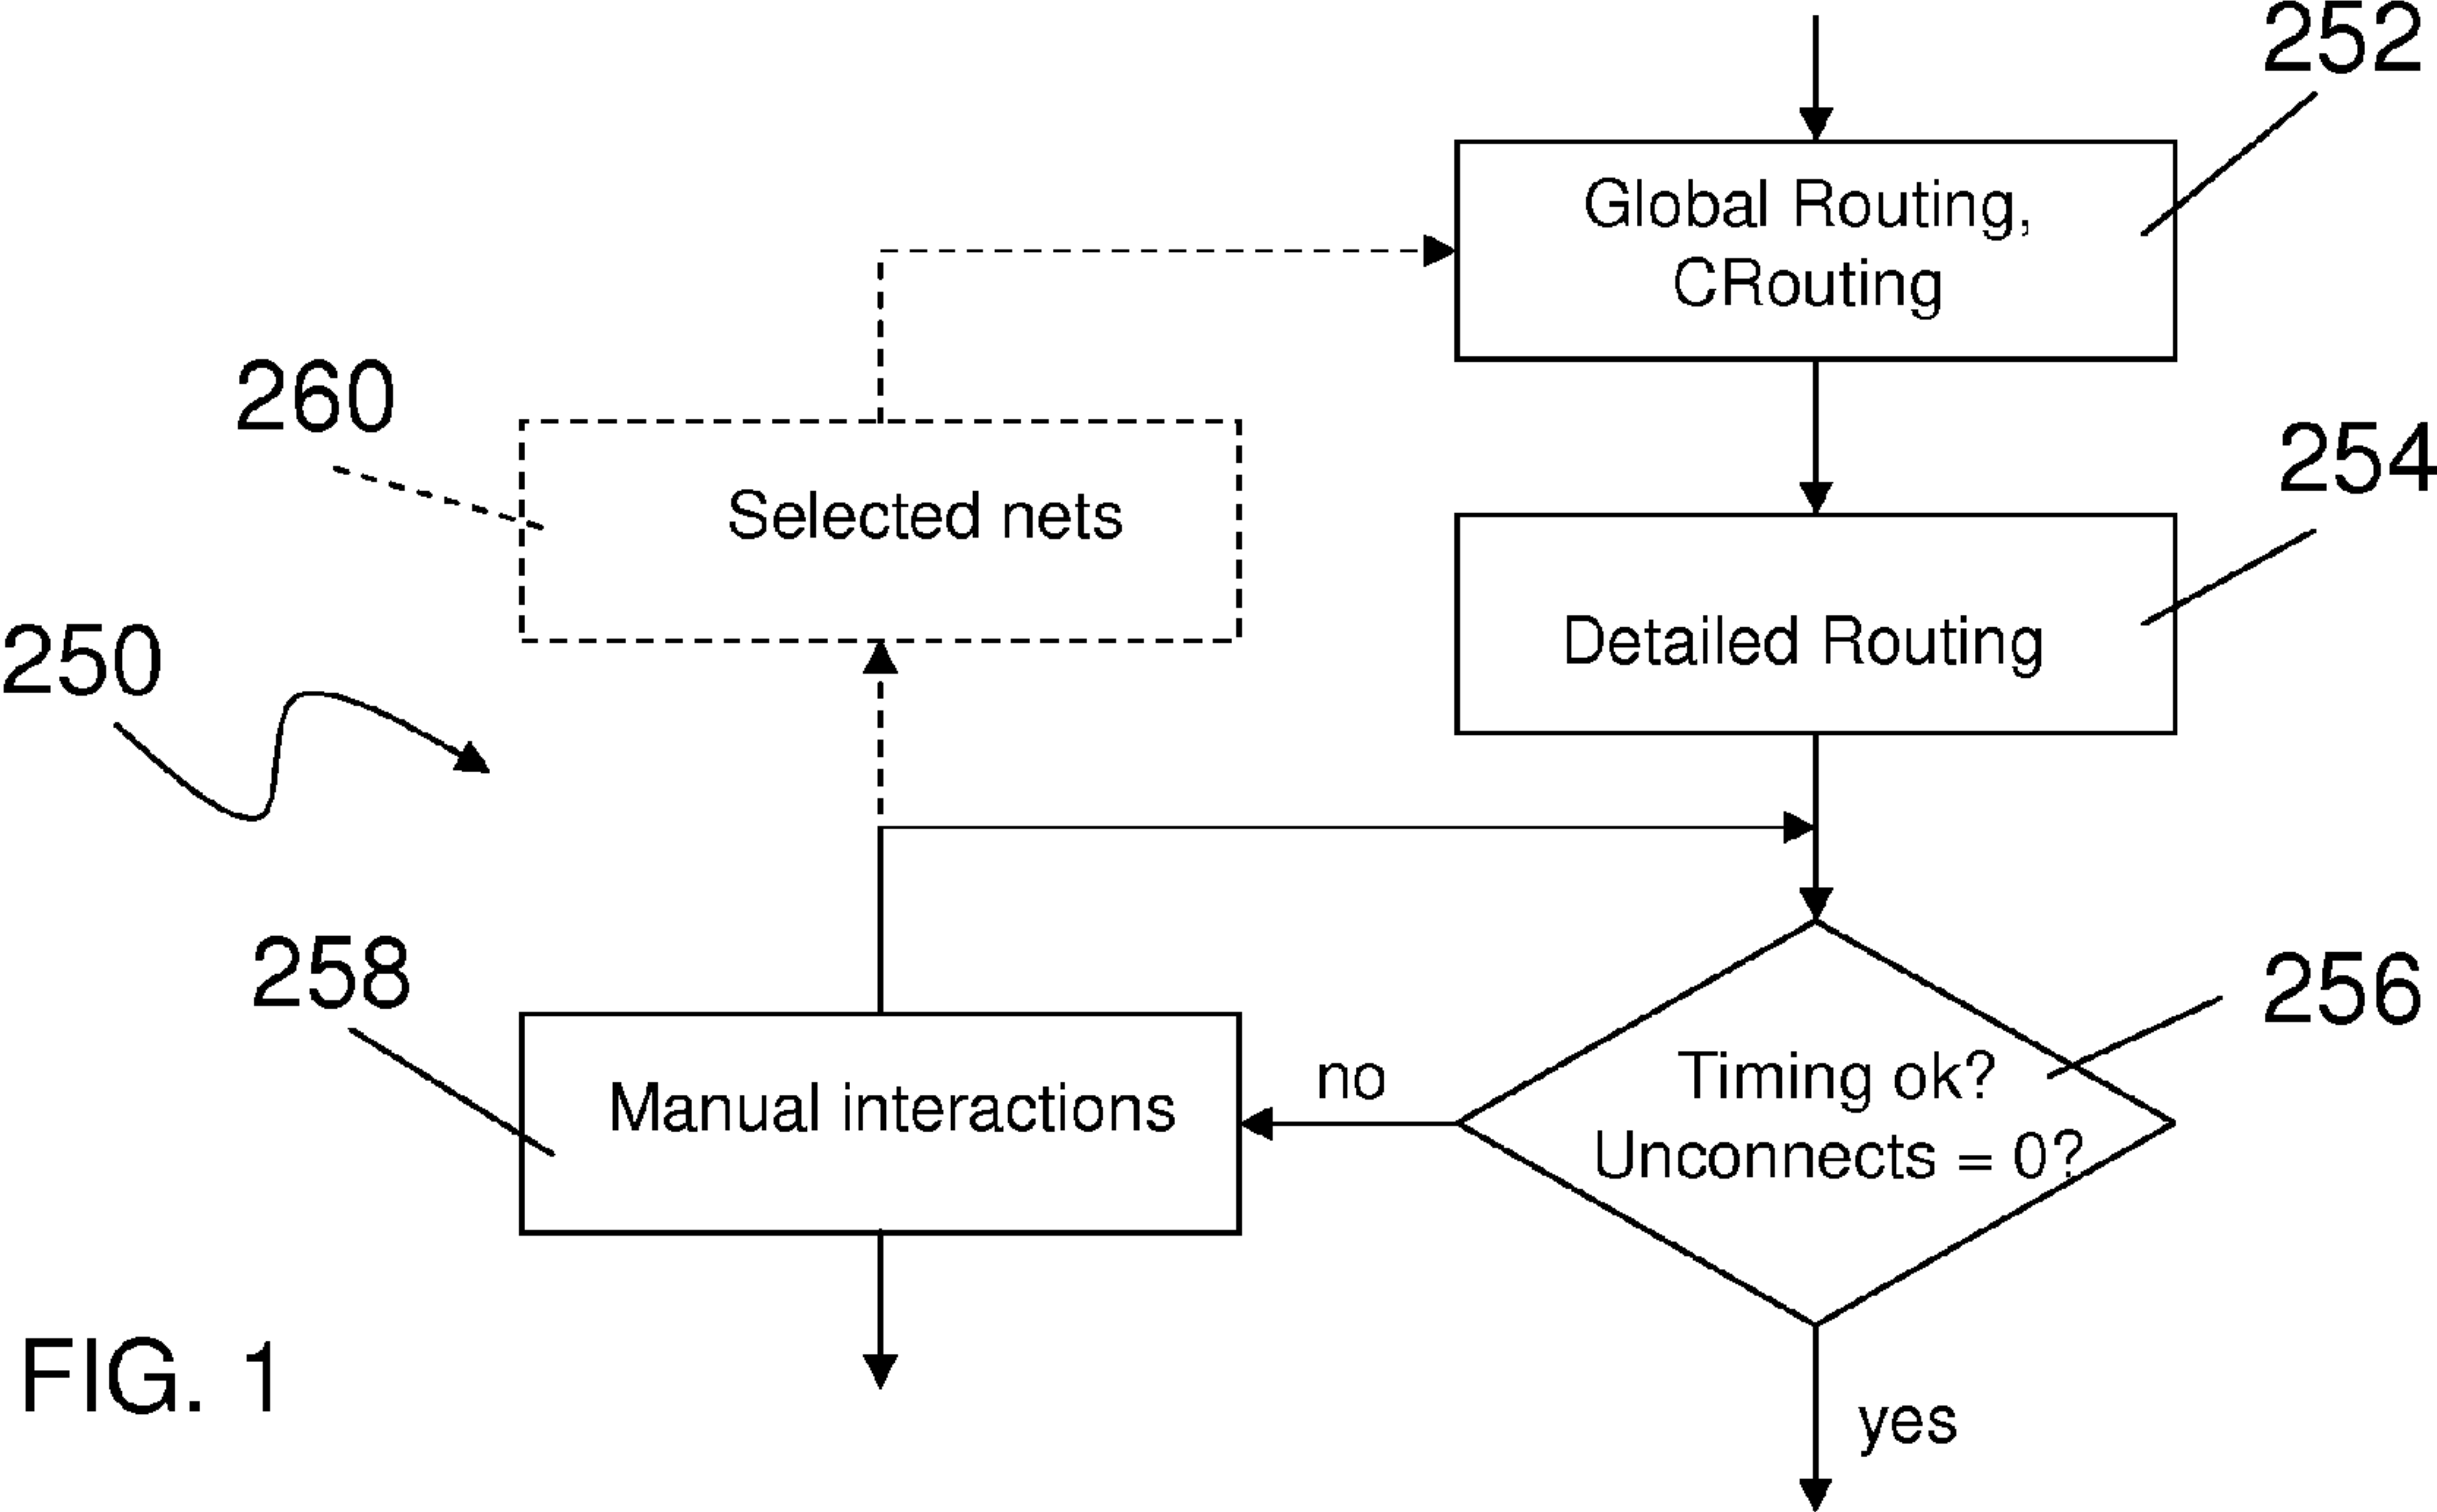 252
Global Routing,
CRouting
260
254
Selected nets
Detailed Routing
250
258
256
Timing ok?
no
Manual interactions
Unconnects = 0?
FIG. 1
yes